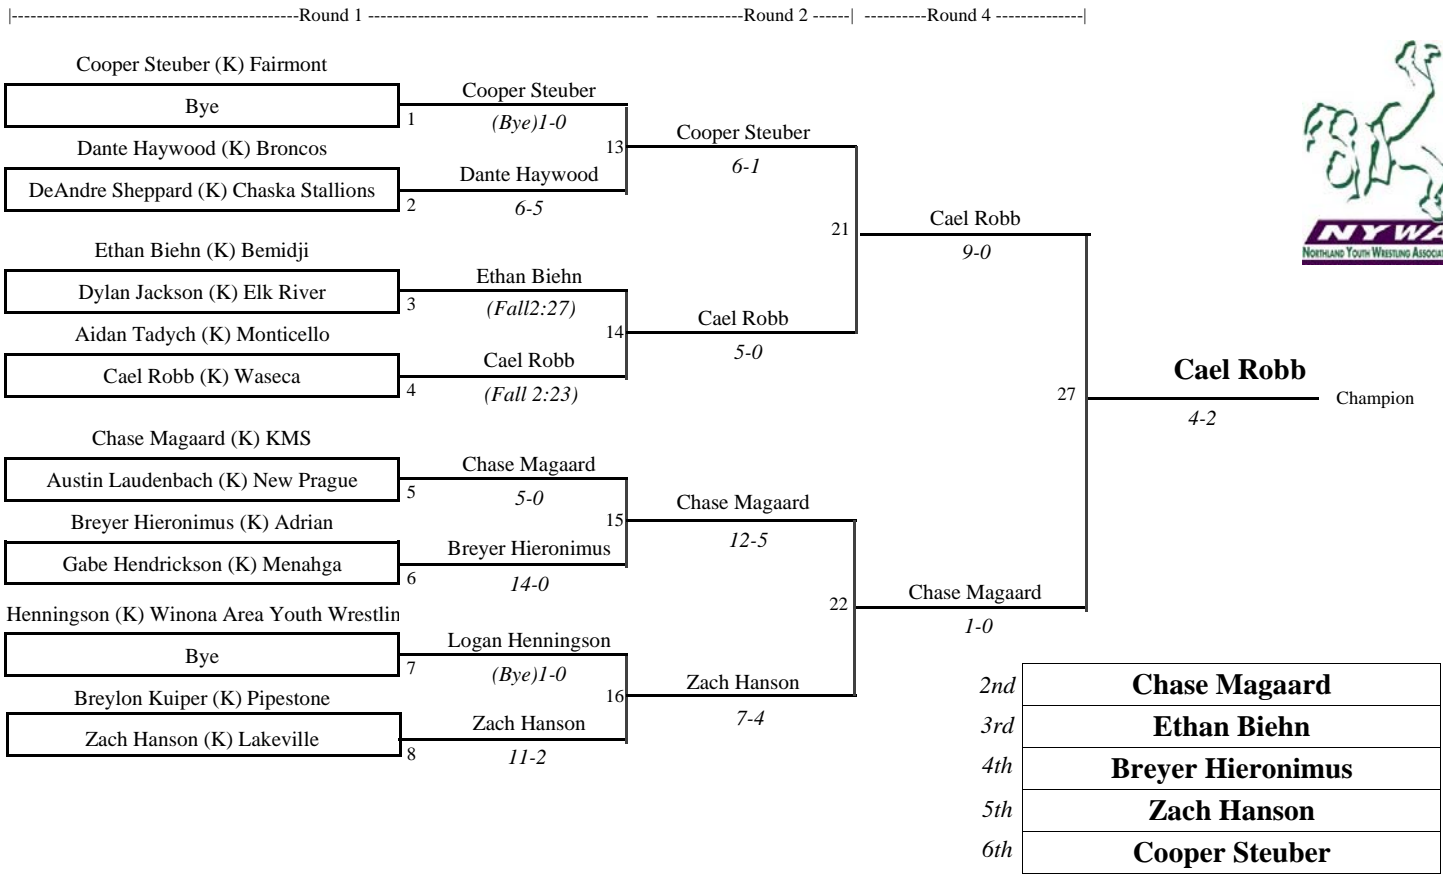 |-----------------------------------------------Round 1 ---------------------------------------------- --------------Round 2 ------| ----------Round 4 --------------|
Cooper Steuber (K) Fairmont
Bye
1
Dante Haywood (K) Broncos
DeAndre Sheppard (K) Chaska Stallions
2
Ethan Biehn (K) Bemidji
Dylan Jackson (K) Elk River
3
Aidan Tadych (K) Monticello
Cael Robb (K) Waseca
4
Chase Magaard (K) KMS
Austin Laudenbach (K) New Prague
5
Breyer Hieronimus (K) Adrian
Gabe Hendrickson (K) Menahga
6
Henningson (K) Winona Area Youth Wrestlin
Bye
7
Breylon Kuiper (K) Pipestone
Zach Hanson (K) Lakeville
8
Cooper Steuber
(Bye)1-0
13
Dante Haywood
6-5
Ethan Biehn
(Fall2:27)
14
Cael Robb
(Fall 2:23)
Chase Magaard
5-0
15
Breyer Hieronimus
14-0
Logan Henningson
(Bye)1-0
16
Zach Hanson
11-2
Cooper Steuber
6-1
21
Cael Robb
5-0
Chase Magaard
12-5
22
Zach Hanson
7-4
Cael Robb
9-0
27
Chase Magaard
1-0
Cael Robb
4-2
Champion
NYWA
NORTHLAND YOUTH WRESTLING ASSOCIAT
2nd Chase Magaard
3rd Ethan Biehn
4th Breyer Hieronimus
5th Zach Hanson
6th Cooper Steuber